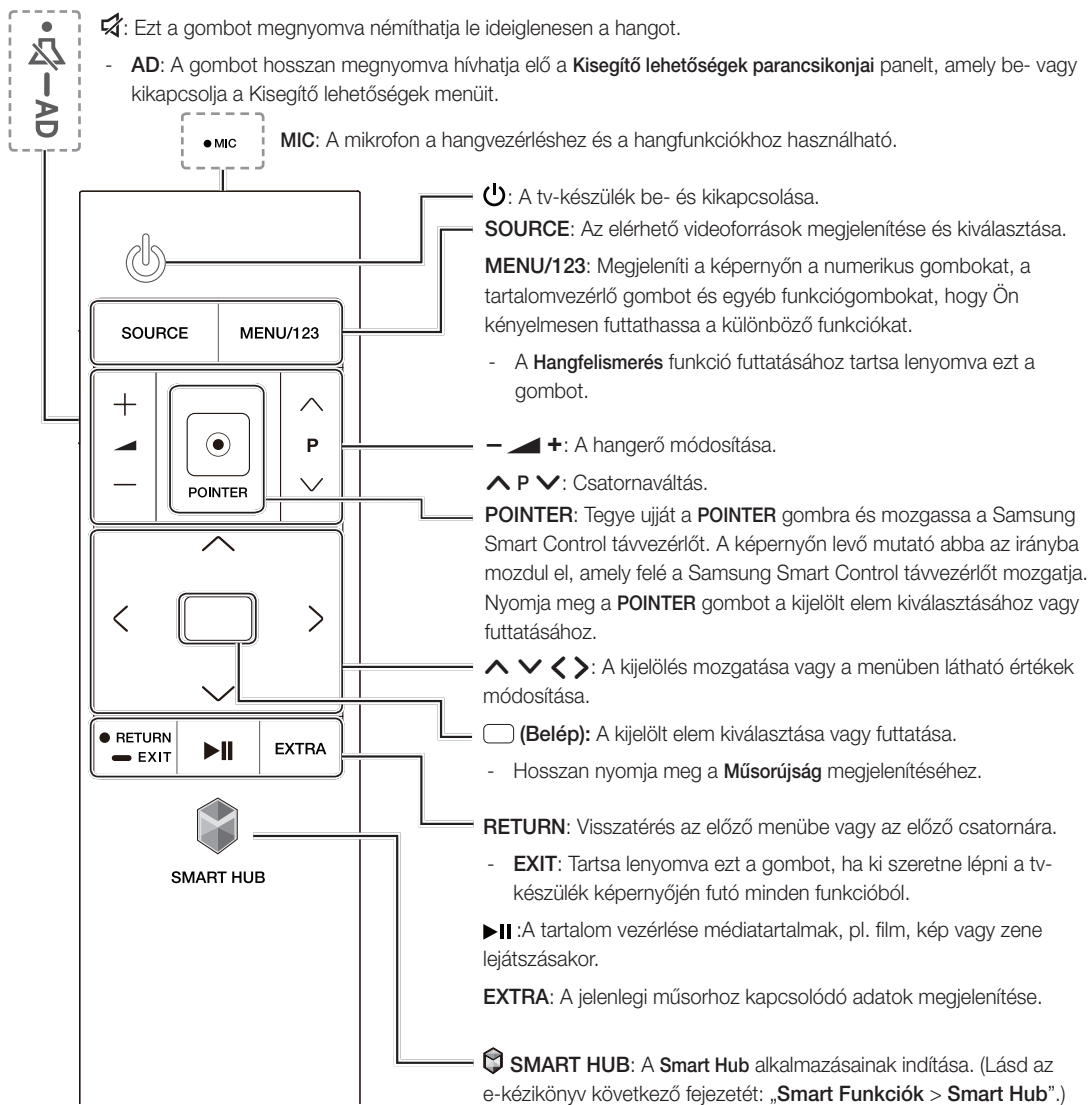 : Ezt a gombot megnyomva némíthatja le ideiglenesen a hangot.
- AD: A gombot hosszan megnyomva hívhatja elő a Kisegítő lehetőségek parancsikonjai panelt, amely be- vagy
kikapcsolja a Kisegítő lehetőségek menüit.
AD
● MIC
MIC: A mikrofon a hangvezérléshez és a hangfunkciókhoz használható.
: A tv-készülék be- és kikapcsolása.
SOURCE: Az elérhető videoforrások megjelenítése és kiválasztása.
MENU/123: Megjeleníti a képernyőn a numerikus gombokat, a
tartalomvezérlő gombot és egyéb funkciógombokat, hogy Ön
kényelmesen futtathassa a különböző funkciókat.
- A Hangfelismerés funkció futtatásához tartsa lenyomva ezt a
gombot.
SOURCE
MENU/123
P
POINTER
− +: A hangerő módosítása.
P : Csatornaváltás.
POINTER: Tegye ujját a POINTER gombra és mozgassa a Samsung
Smart Control távvezérlőt. A képernyőn levő mutató abba az irányba
mozdul el, amely felé a Samsung Smart Control távvezérlőt mozgatja.
Nyomja meg a POINTER gombot a kijelölt elem kiválasztásához vagy
futtatásához.
: A kijelölés mozgatása vagy a menüben látható értékek
módosítása.
(Belép): A kijelölt elem kiválasztása vagy futtatása.
- Hosszan nyomja meg a Műsorújság megjelenítéséhez.
● RETURN
EXIT
EXTRA
RETURN: Visszatérés az előző menübe vagy az előző csatornára.
- EXIT: Tartsa lenyomva ezt a gombot, ha ki szeretne lépni a tv-
készülék képernyőjén futó minden funkcióból.
:A tartalom vezérlése médiatartalmak, pl. film, kép vagy zene
lejátszásakor.
EXTRA: A jelenlegi műsorhoz kapcsolódó adatok megjelenítése.
SMART HUB
SMART HUB: A Smart Hub alkalmazásainak indítása. (Lásd az
e-kézikönyv következő fejezetét: „Smart Funkciók > Smart Hub”.)